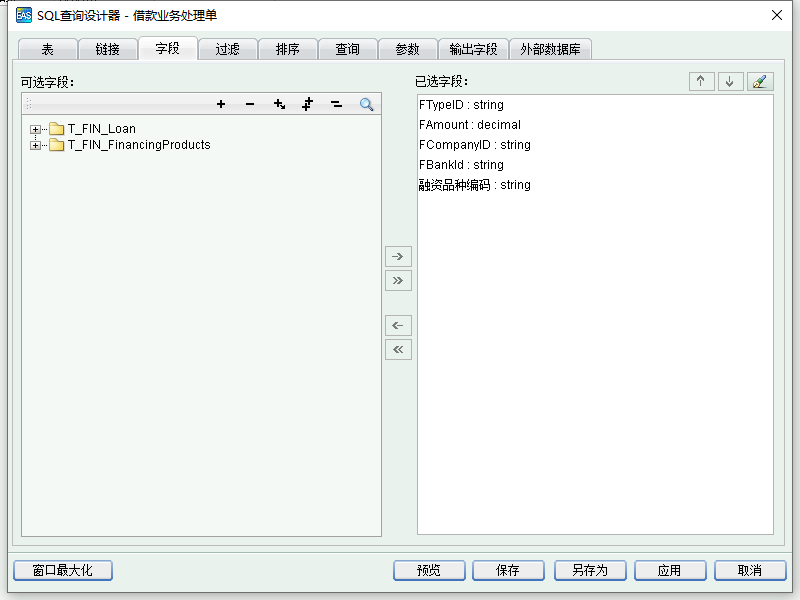 EAS SQL查询设计器 - 借款业务处理单
表 链接 字段 过滤 排序 查询 参数 输出字段 外部数据库
可选字段:
已选字段:
T_FIN_Loan
T_FIN_FinancingProducts
FTypeID : string
FAmount : decimal
FCompanyID : string
FBankId : string
融资品种编码 : string
窗口最大化 预览 保存 另存为 应用 取消